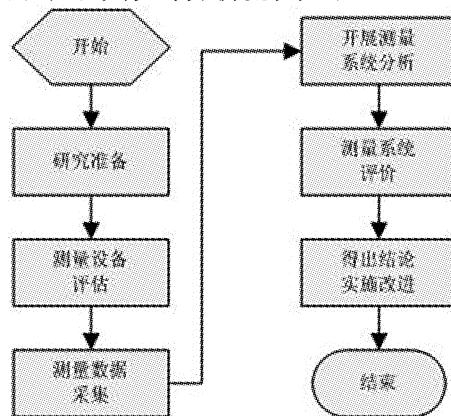 开始
研究准备
测量设备
评估
测量数据
采集
开展测量
系统分析
测量系统
评价
得出结论
实施改进
结束